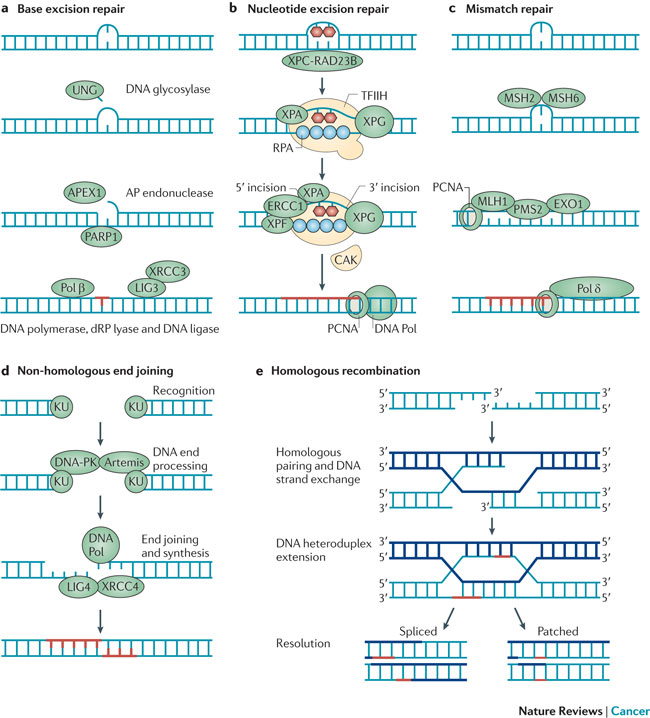 a Base excision repair
UNG
DNA glycosylase
APEX1
AP endonuclease
PARP1
XRCC3
Pol β
LIG3
DNA polymerase, dRP lyase and DNA ligase
b Nucleotide excision repair
XPC-RAD23B
TFIIH
XPA
XPG
RPA
5′ incision
XPA
3′ incision
ERCC1
XPF
XPG
CAK
PCNA
DNA Pol
c Mismatch repair
MSH2
MSH6
PCNA
MLH1
PMS2
EXO1
Pol δ
d Non-homologous end joining
Recognition
KU
KU
DNA-PK
Artemis
DNA end
processing
KU
KU
DNA
Pol
End joining
and synthesis
LIG4
XRCC4
e Homologous recombination
5′
3′
3′
3′
3′
5′
Homologous
pairing and DNA
strand exchange
3′
5′
5′
3′
5′
3′
3′
3′
5′
DNA heteroduplex
extension
3′
5′
5′
3′
5′
3′
3′
5′
Resolution
Spliced
Patched
Nature Reviews | Cancer